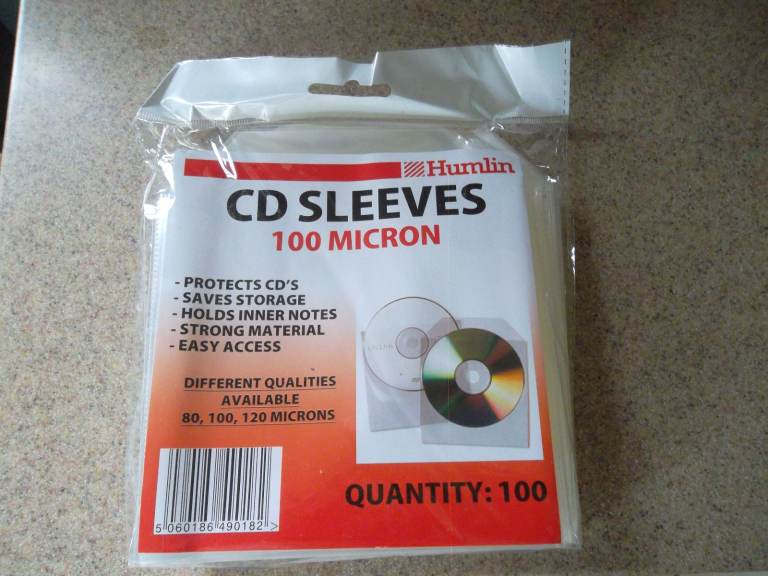 Humlin
CD SLEEVES
100 MICRON
- PROTECTS CD'S
- SAVES STORAGE
- HOLDS INNER NOTES
- STRONG MATERIAL
- EASY ACCESS
DIFFERENT QUALITIES
AVAILABLE
80, 100, 120 MICRONS
QUANTITY: 100
5 060186 490182 >